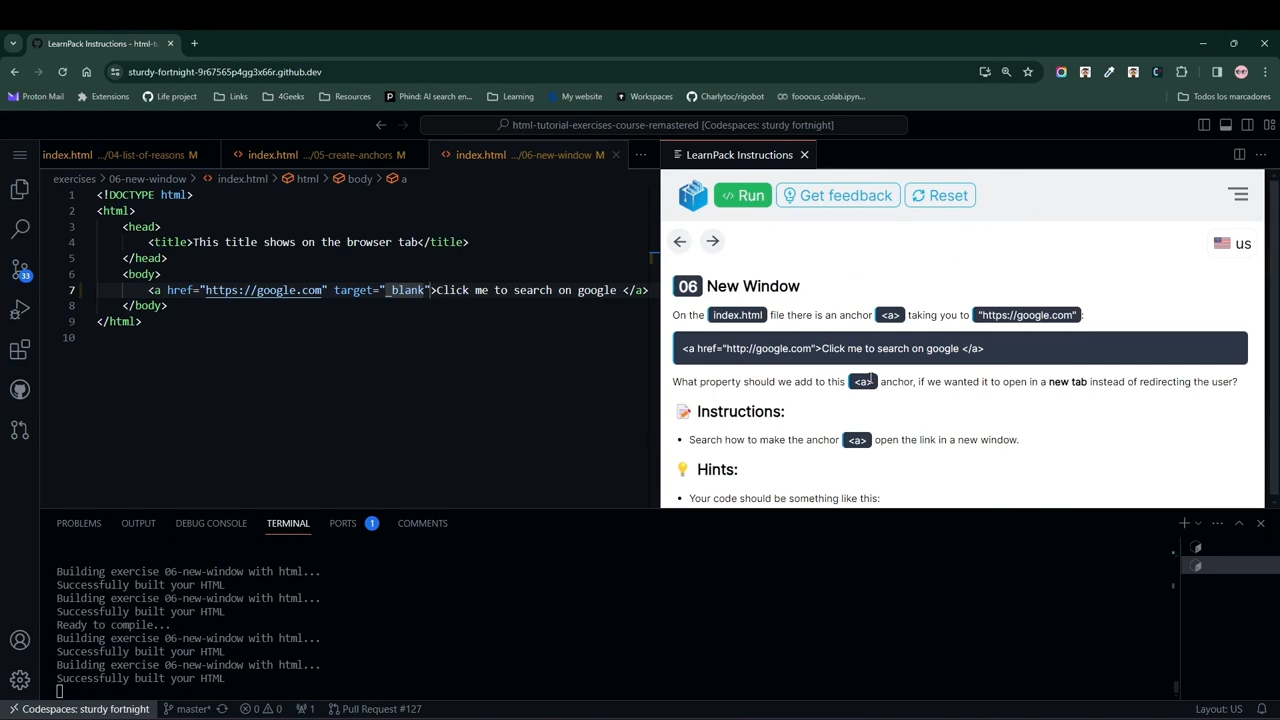 LearnPack Instructions - html-tu
sturdy-fortnight-9r67565p4gg3x66r.github.dev
Proton Mail
Extensions
Life project
Links
4Geeks
Resources
Phind: AI search en...
Learning
My website
Workspaces
Charlytoc/rigobot
fooocus_colab.ipyn...
Todos los marcadores
html-tutorial-exercises-course-remastered [Codespaces: sturdy fortnight]
index.html .../04-list-of-reasons M
index.html .../05-create-anchors M
index.html .../06-new-window M
LearnPack Instructions
exercises > 06-new-window > index.html > html > body > a
1 <!DOCTYPE html>
2 <html>
3 <head>
4 <title>This title shows on the browser tab</title>
5 </head>
6 <body>
7 <a href="https://google.com" target="_blank">Click me to search on google </a>
8 </body>
9 </html>
10
Run
Get feedback
Reset
us
06 New Window
On the index.html file there is an anchor <a> taking you to "https://google.com" :
<a href="http://google.com">Click me to search on google </a>
What property should we add to this <a> anchor, if we wanted it to open in a new tab instead of redirecting the user?
📝 Instructions:
• Search how to make the anchor <a> open the link in a new window.
💡 Hints:
• Your code should be something like this:
33
PROBLEMS
OUTPUT
DEBUG CONSOLE
TERMINAL
PORTS 1
COMMENTS
Building exercise 06-new-window with html...
Successfully built your HTML
Building exercise 06-new-window with html...
Successfully built your HTML
Ready to compile...
Building exercise 06-new-window with html...
Successfully built your HTML
Building exercise 06-new-window with html...
Successfully built your HTML
Codespaces: sturdy fortnight
master*
0 0
1
Pull Request #127
Layout: US